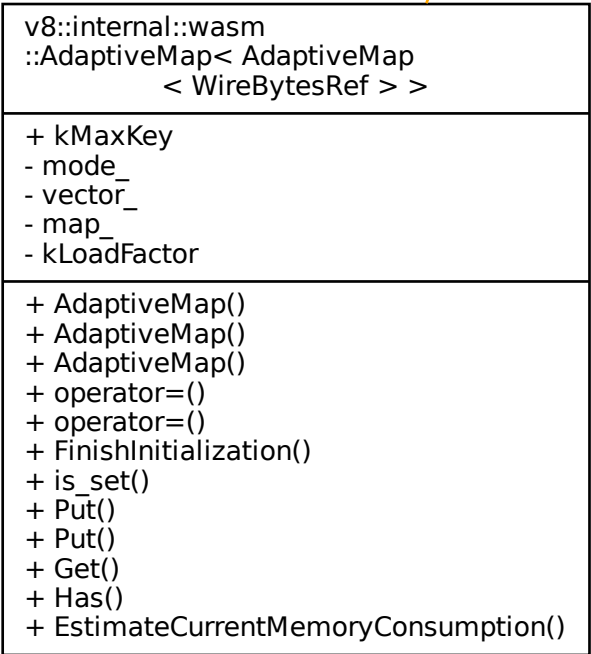 v8::internal::wasm
::AdaptiveMap< AdaptiveMap
< WireBytesRef > >
+ kMaxKey
- mode_
- vector_
- map_
- kLoadFactor
+ AdaptiveMap()
+ AdaptiveMap()
+ AdaptiveMap()
+ operator=()
+ operator=()
+ FinishInitialization()
+ is_set()
+ Put()
+ Put()
+ Get()
+ Has()
+ EstimateCurrentMemoryConsumption()